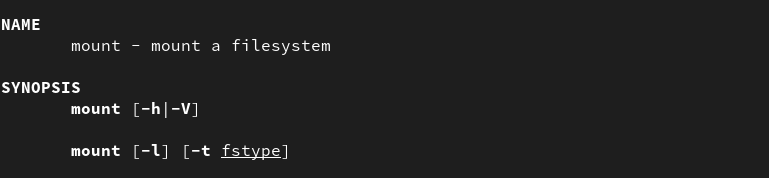 NAME
mount - mount a filesystem
SYNOPSIS
mount [-h|-V]
mount [-l] [-t fstype]